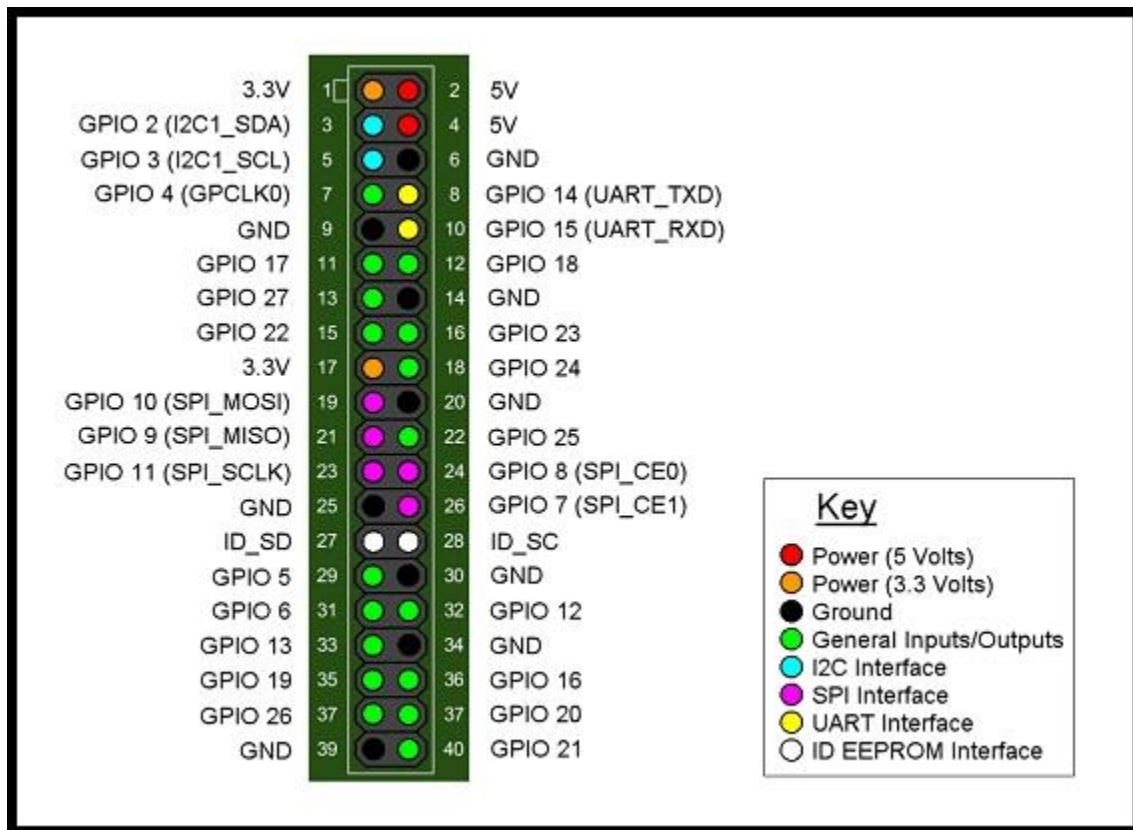 3.3V 1 2 5V
GPIO 2 (I2C1_SDA) 3 4 5V
GPIO 3 (I2C1_SCL) 5 6 GND
GPIO 4 (GPCLK0) 7 8 GPIO 14 (UART_TXD)
GND 9 10 GPIO 15 (UART_RXD)
GPIO 17 11 12 GPIO 18
GPIO 27 13 14 GND
GPIO 22 15 16 GPIO 23
3.3V 17 18 GPIO 24
GPIO 10 (SPI_MOSI) 19 20 GND
GPIO 9 (SPI_MISO) 21 22 GPIO 25
GPIO 11 (SPI_SCLK) 23 24 GPIO 8 (SPI_CE0)
GND 25 26 GPIO 7 (SPI_CE1)
ID_SD 27 28 ID_SC
GPIO 5 29 30 GND
GPIO 6 31 32 GPIO 12
GPIO 13 33 34 GND
GPIO 19 35 36 GPIO 16
GPIO 26 37 37 GPIO 20
GND 39 40 GPIO 21
Key
Power (5 Volts)
Power (3.3 Volts)
Ground
General Inputs/Outputs
I2C Interface
SPI Interface
UART Interface
ID EEPROM Interface